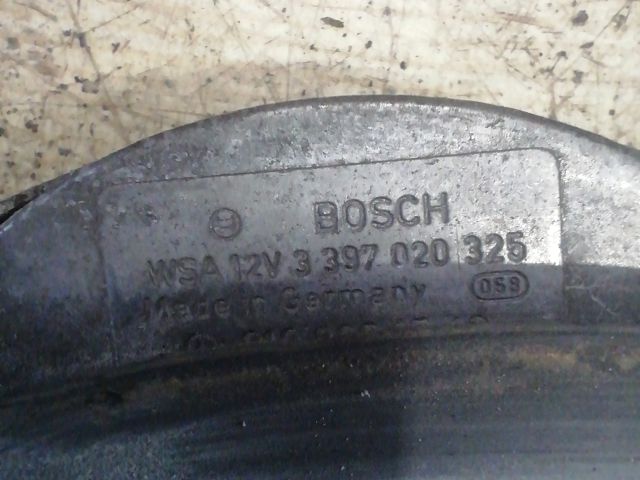 BOSCH
WSA 12V 3 397 020 325
Made in Germany 058